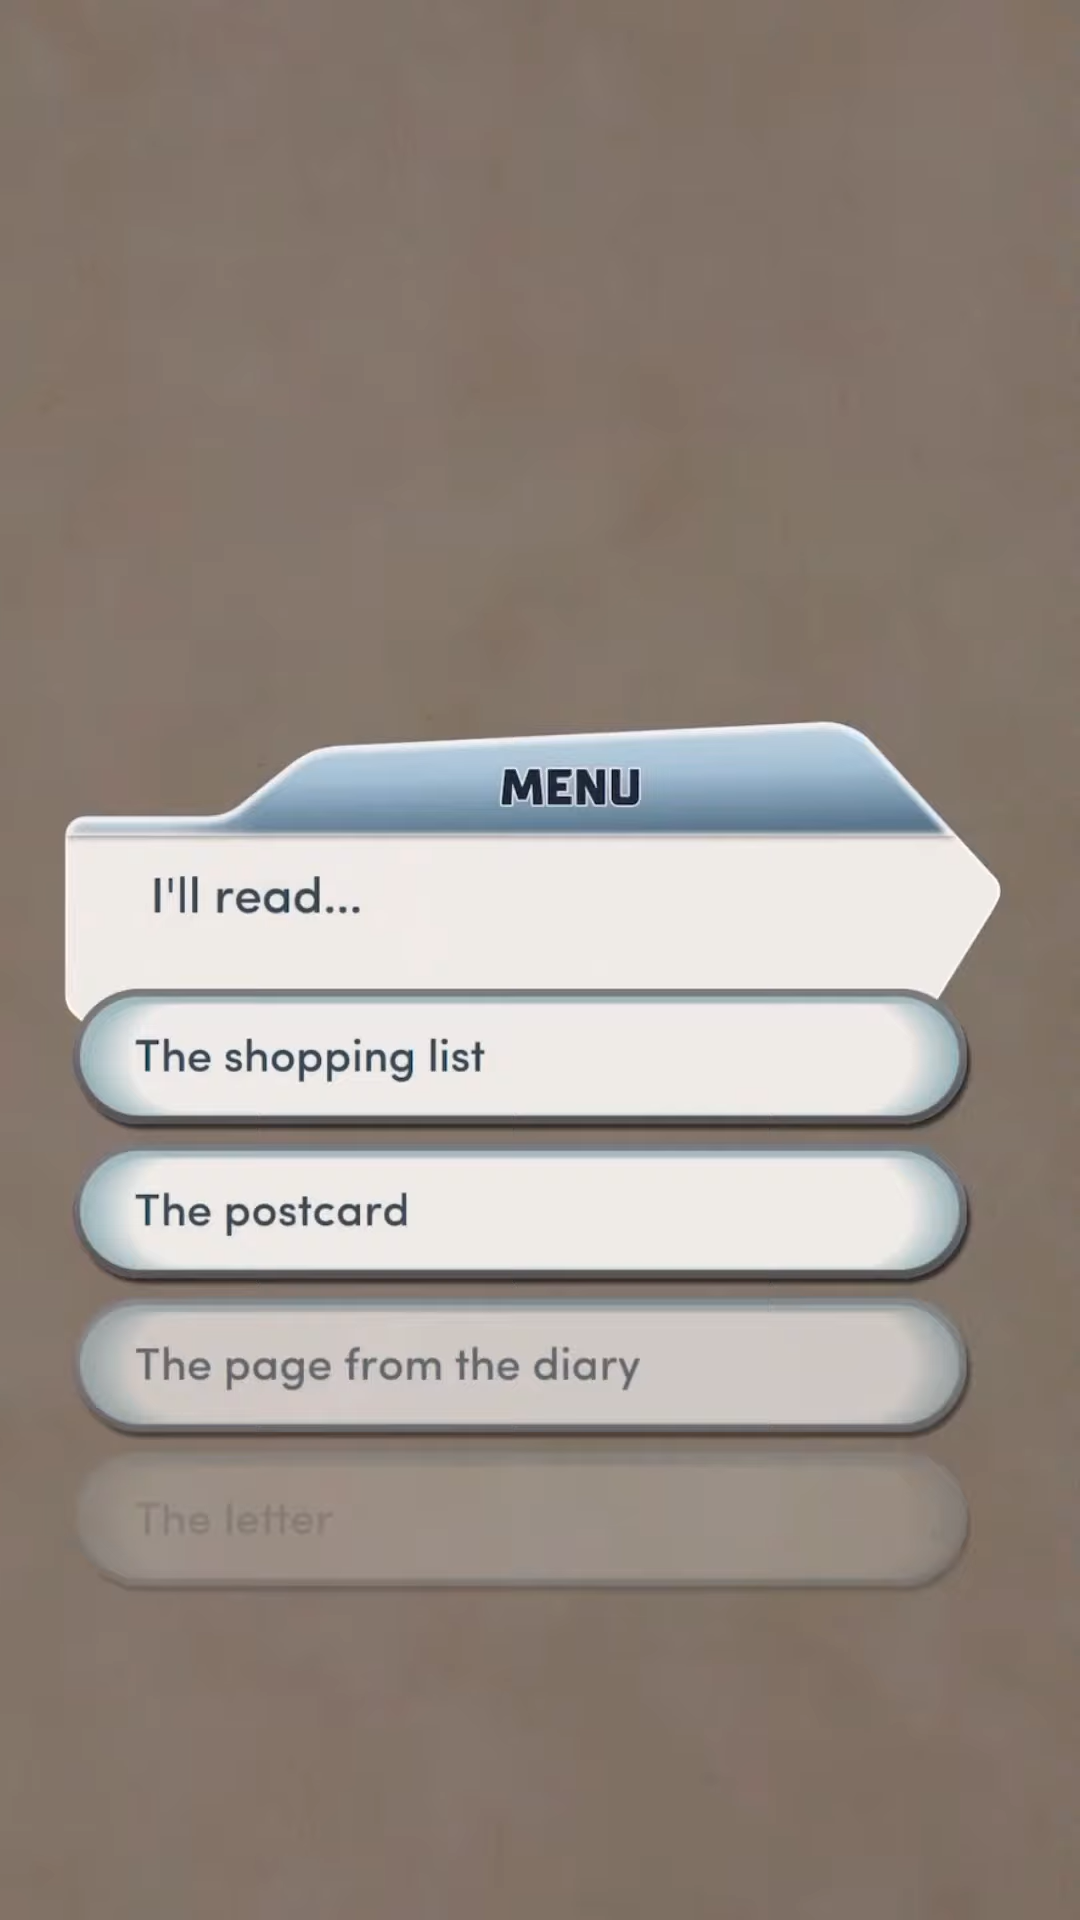 MENU
I'll read...
The shopping list
The postcard
The page from the diary
The letter